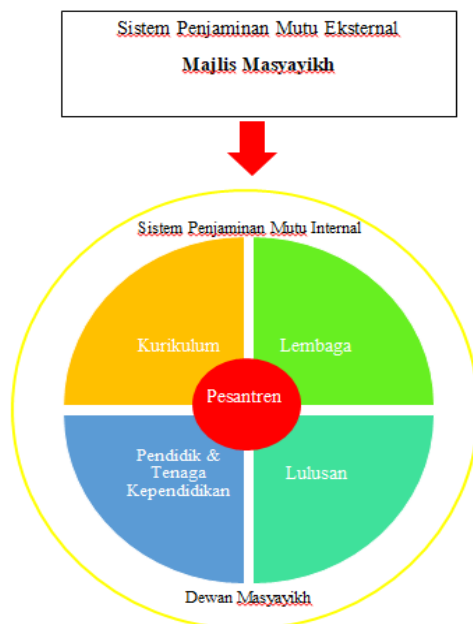 Sistem Penjaminan Mutu Eksternal
Majlis Masyayikh
Sistem Penjaminan Mutu Internal
Kurikulum
Lembaga
Pesantren
Pendidik &
Tenaga
Kependidikan
Lulusan
Dewan Masyayikh